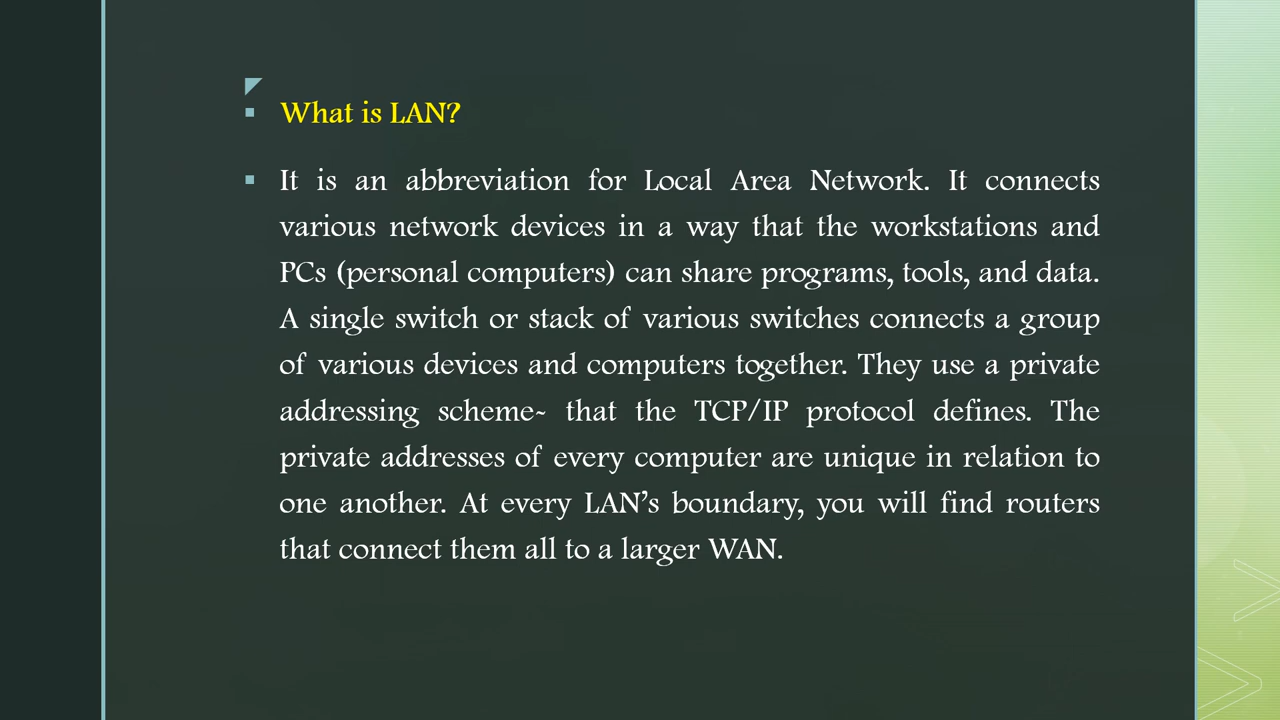 What is LAN?
It is an abbreviation for Local Area Network. It connects
various network devices in a way that the workstations and
PCs (personal computers) can share programs, tools, and data.
A single switch or stack of various switches connects a group
of various devices and computers together. They use a private
addressing scheme- that the TCP/IP protocol defines. The
private addresses of every computer are unique in relation to
one another. At every LAN’s boundary, you will find routers
that connect them all to a larger WAN.